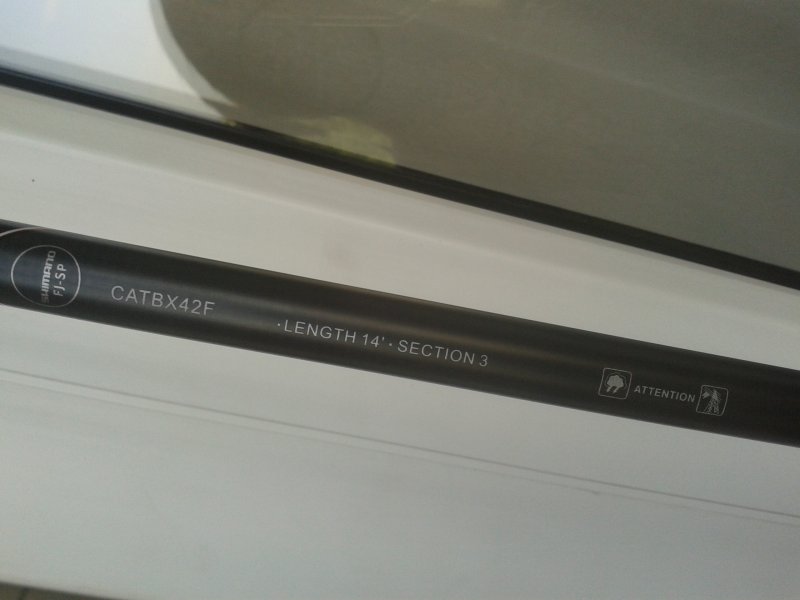 SHIMANO
FJ-SP
CATBX42F
·LENGTH 14'· SECTION 3
ATTENTION